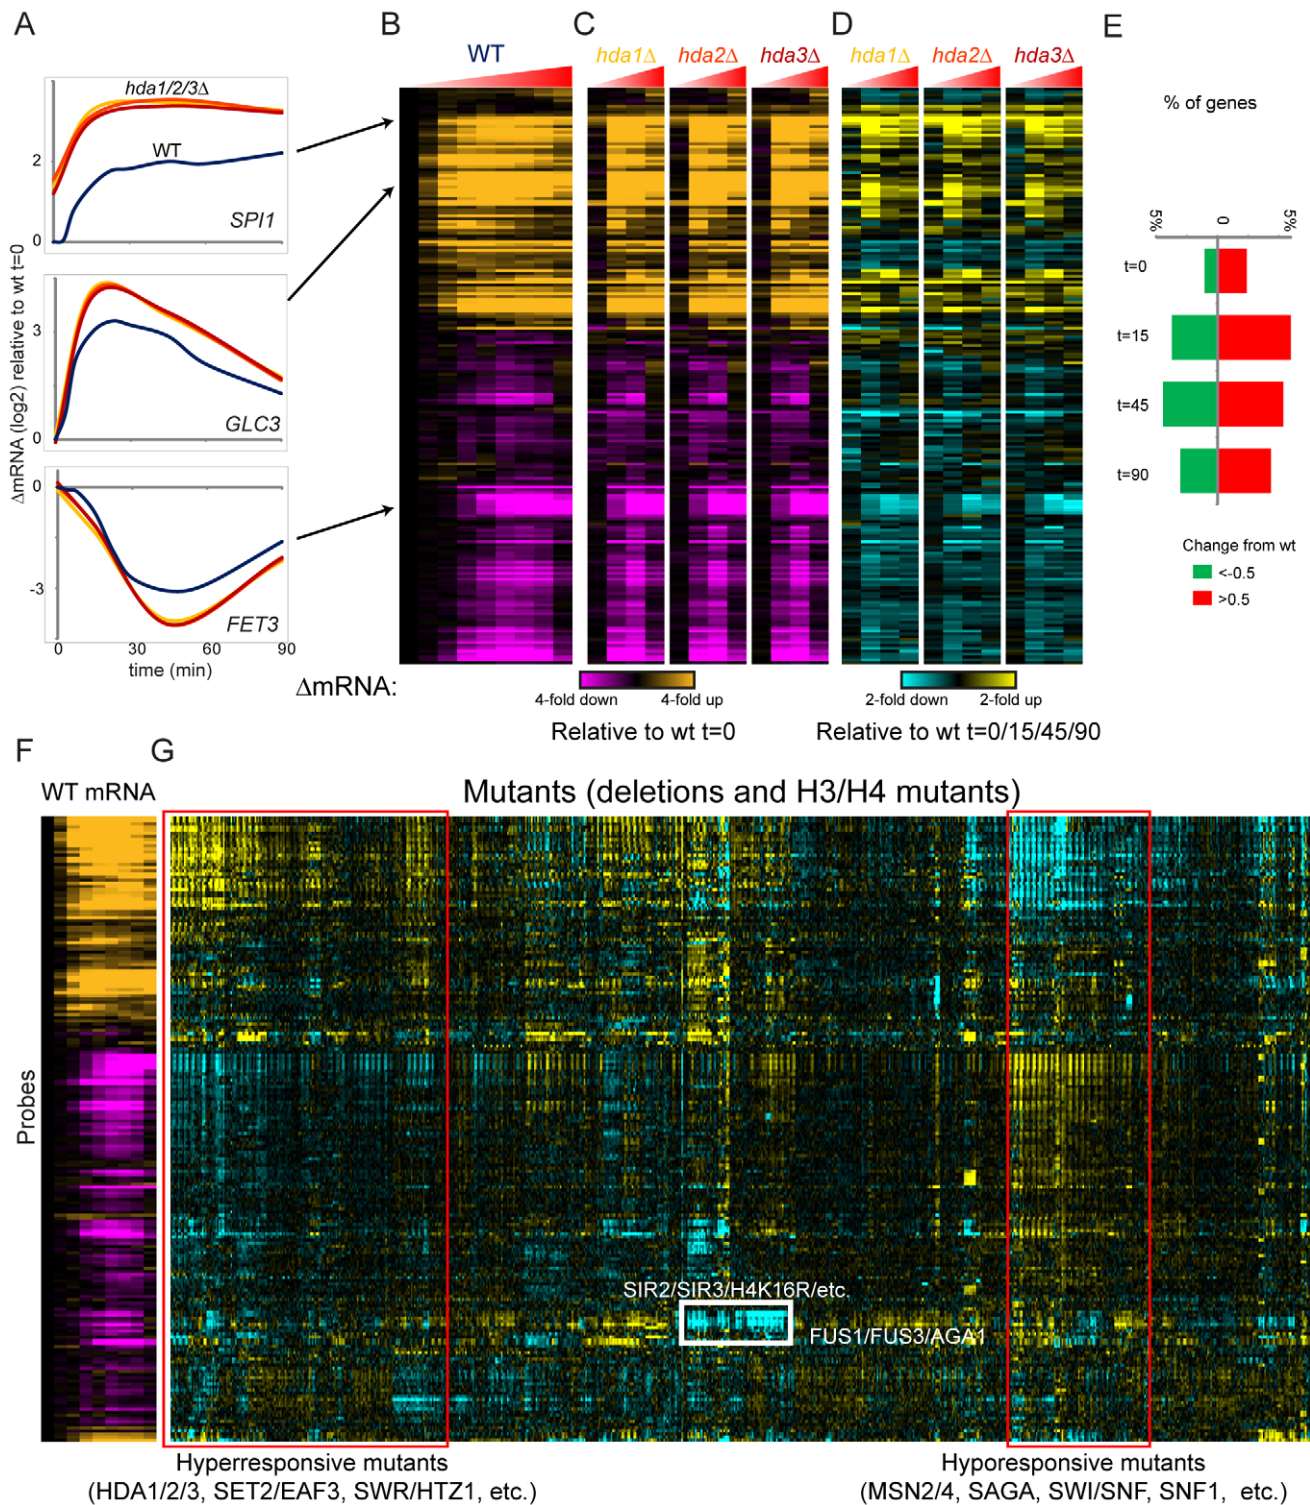 A
B
C
D
E
hda1/2/3Δ
WT
2
0
SPI1
3
0
GLC3
0
-3
FET3
0
30
60
90
time (min)
ΔmRNA (log2) relative to wt t=0
WT
hda1Δ
hda2Δ
hda3Δ
hda1Δ
hda2Δ
hda3Δ
% of genes
5%
0
5%
t=0
t=15
t=45
t=90
Change from wt
<-0.5
>0.5
ΔmRNA:
4-fold down
4-fold up
Relative to wt t=0
2-fold down
2-fold up
Relative to wt t=0/15/45/90
F
G
WT mRNA
Mutants (deletions and H3/H4 mutants)
Probes
SIR2/SIR3/H4K16R/etc.
FUS1/FUS3/AGA1
Hyperresponsive mutants
(HDA1/2/3, SET2/EAF3, SWR/HTZ1, etc.)
Hyporesponsive mutants
(MSN2/4, SAGA, SWI/SNF, SNF1, etc.)